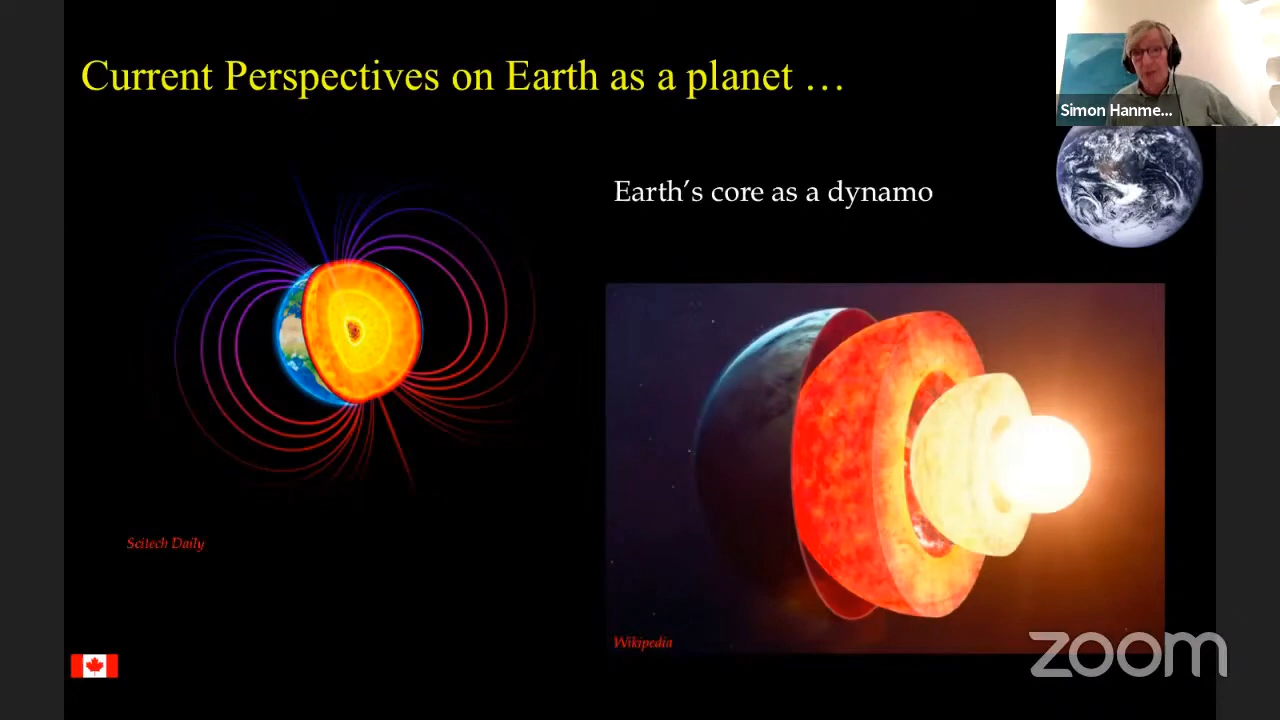 Current Perspectives on Earth as a planet …
Simon Hanme...
Earth’s core as a dynamo
Scitech Daily
Wikipedia
zoom